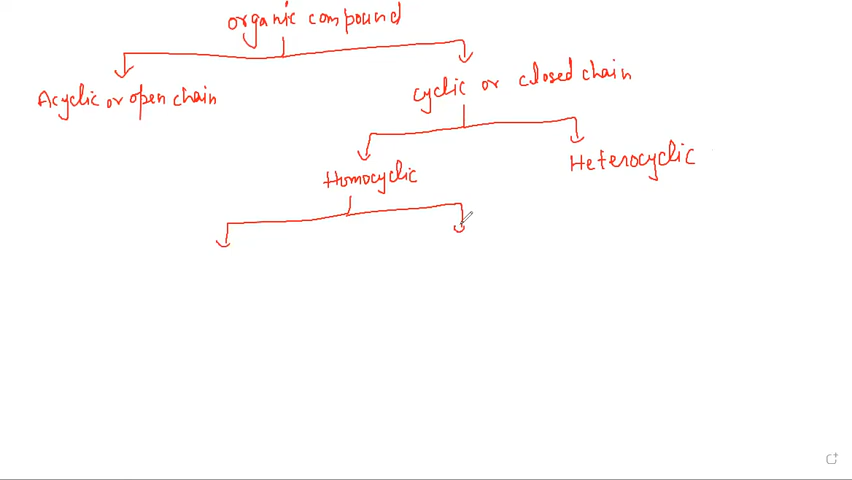 organic compound
Acyclic or open chain
cyclic or closed chain
Homocyclic
Heterocyclic